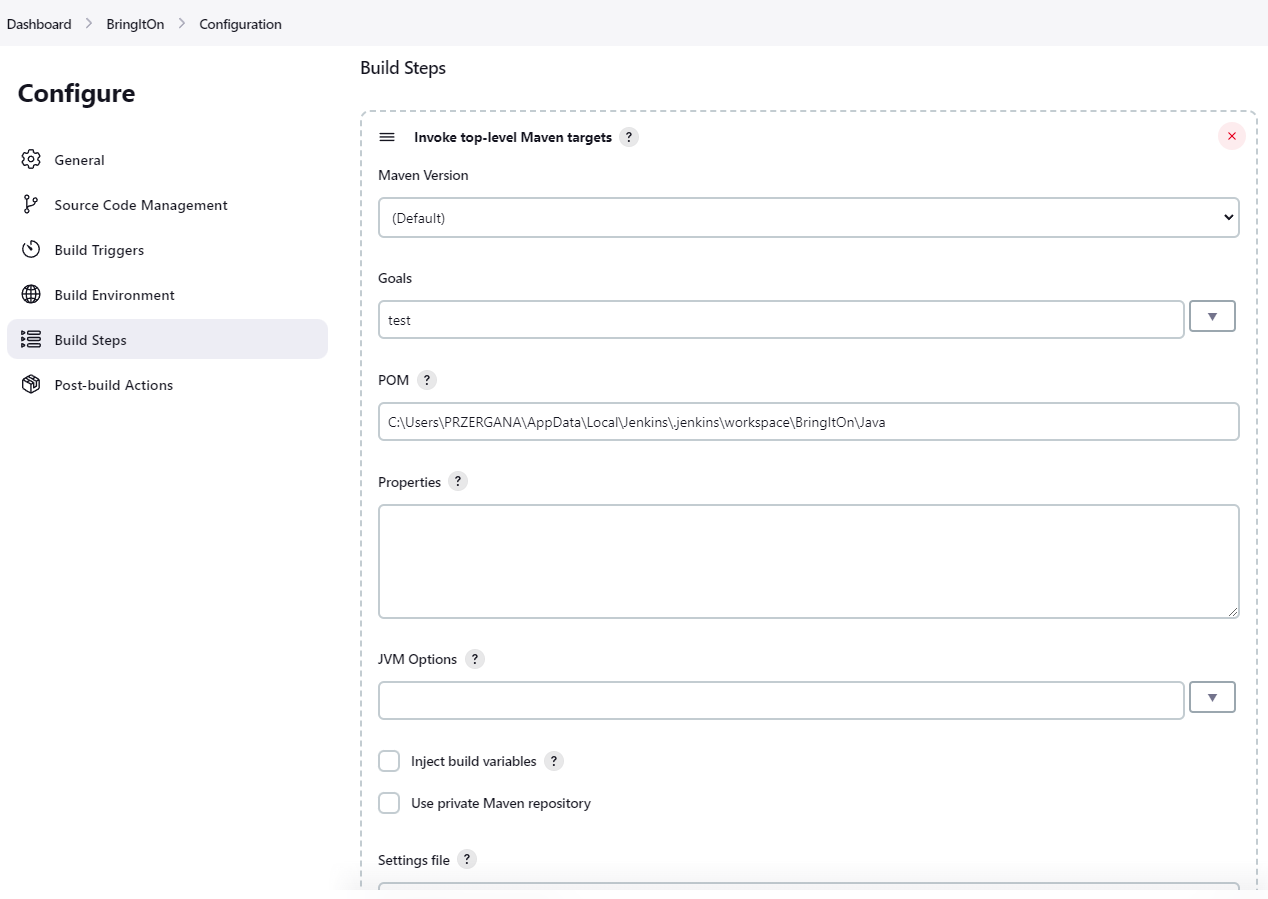 Dashboard > BringItOn > Configuration
Configure
General
Source Code Management
Build Triggers
Build Environment
Build Steps
Post-build Actions
Build Steps
Invoke top-level Maven targets ?
Maven Version
(Default)
Goals
test
POM ?
C:\Users\PRZERGANA\AppData\Local\Jenkins\.jenkins\workspace\BringItOn\Java
Properties ?
JVM Options ?
Inject build variables ?
Use private Maven repository
Settings file ?